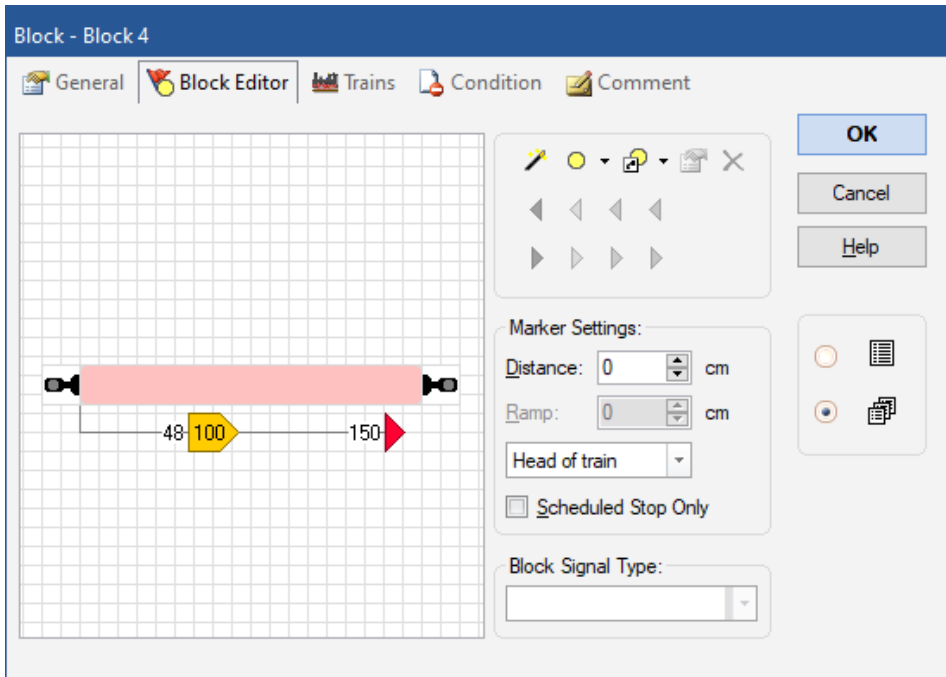 Block - Block 4
General Block Editor Trains Condition Comment
OK
Cancel
Help
Marker Settings:
Distance: 0 cm
Ramp: 0 cm
Head of train
Scheduled Stop Only
Block Signal Type:
48 100 150